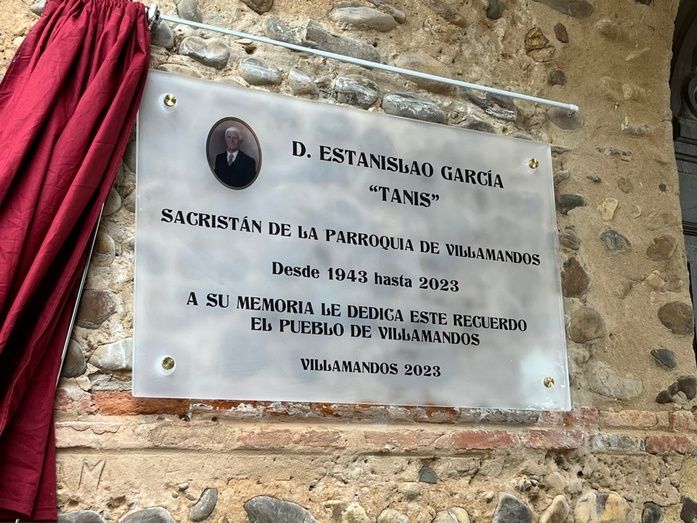 D. ESTANISLAO GARCÍA
“TANIS”
SACRISTÁN DE LA PARROQUIA DE VILLAMANDOS
Desde 1943 hasta 2023
A SU MEMORIA LE DEDICA ESTE RECUERDO
EL PUEBLO DE VILLAMANDOS
VILLAMANDOS 2023